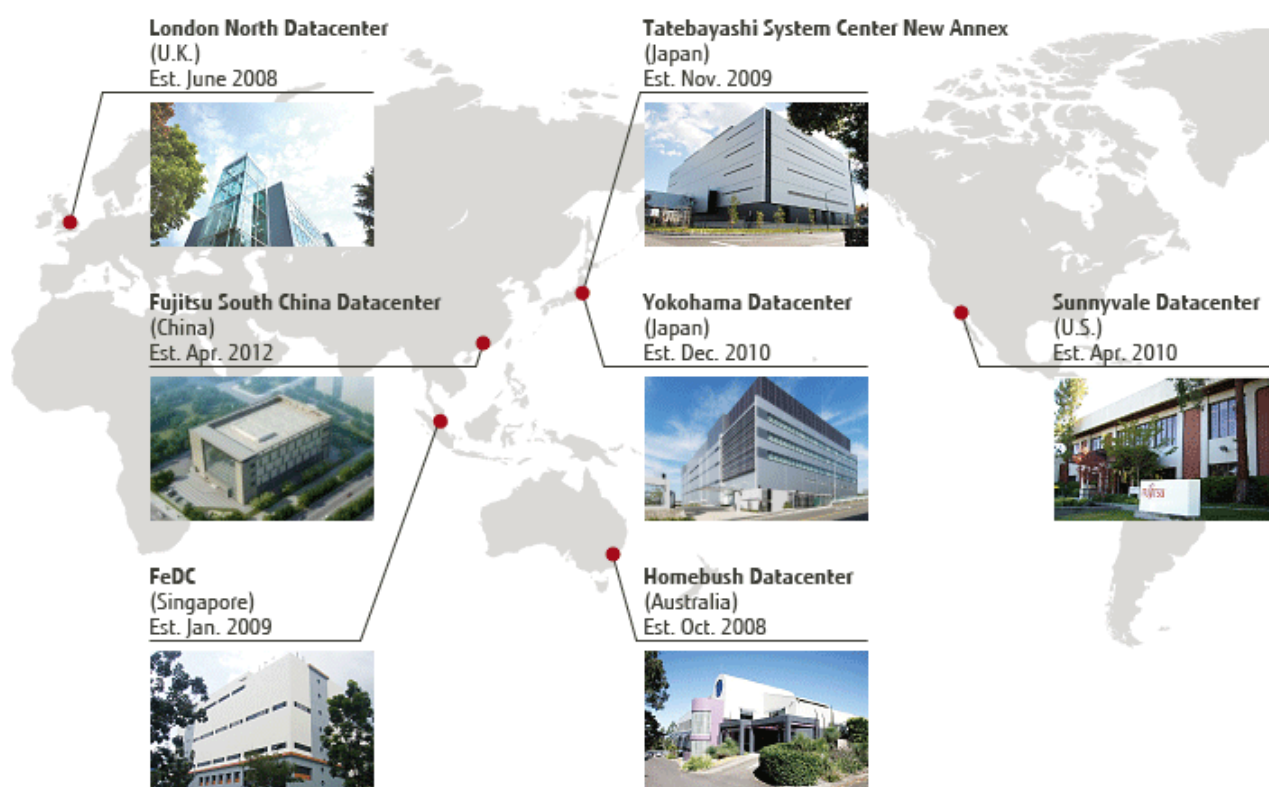 London North Datacenter
(U.K.)
Est. June 2008
Tatebayashi System Center New Annex
(Japan)
Est. Nov. 2009
Fujitsu South China Datacenter
(China)
Est. Apr. 2012
Yokohama Datacenter
(Japan)
Est. Dec. 2010
Sunnyvale Datacenter
(U.S.)
Est. Apr. 2010
FUJITSU
FeDC
(Singapore)
Est. Jan. 2009
Homebush Datacenter
(Australia)
Est. Oct. 2008